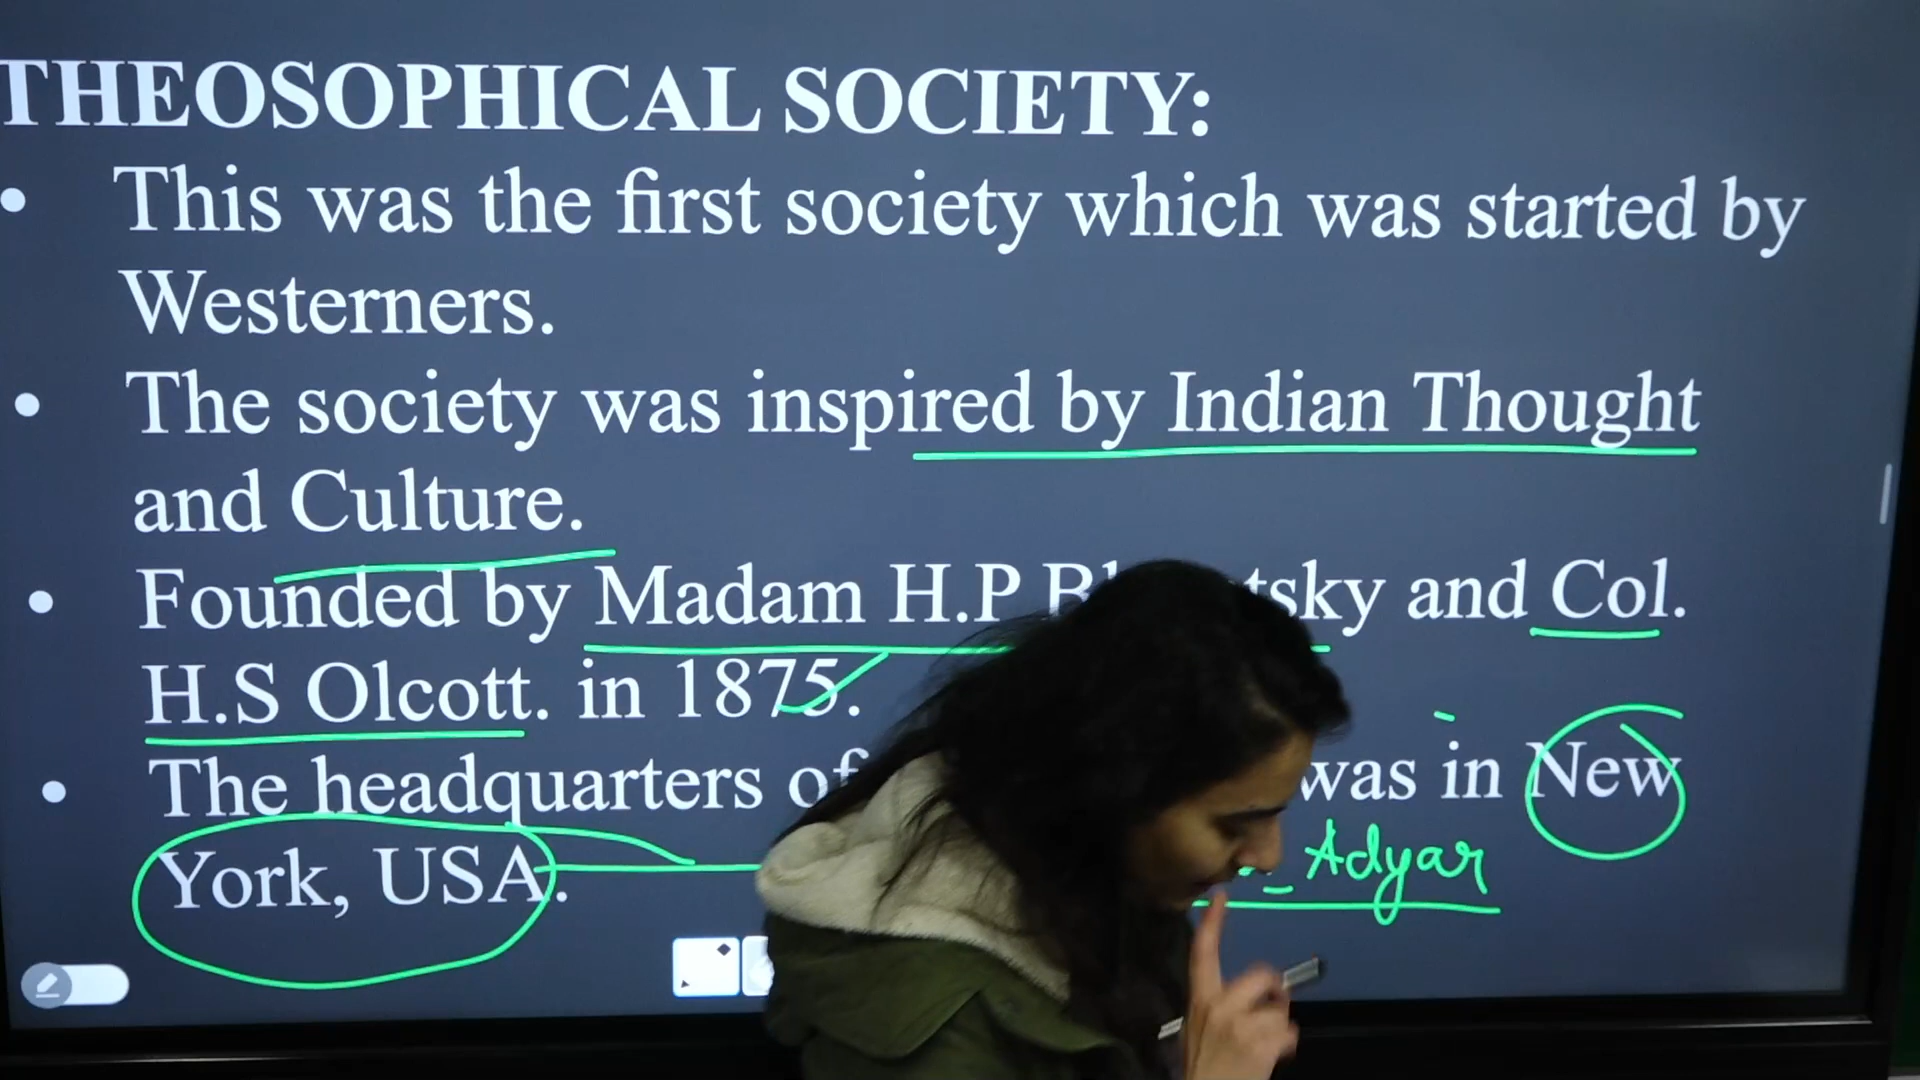 THEOSOPHICAL SOCIETY:
• This was the first society which was started by
Westerners.
• The society was inspired by Indian Thought
and Culture.
• Founded by Madam H.P and Col.
H.S Olcott. in 1875.
• The headquarters of was in New
York, USA. Adyar